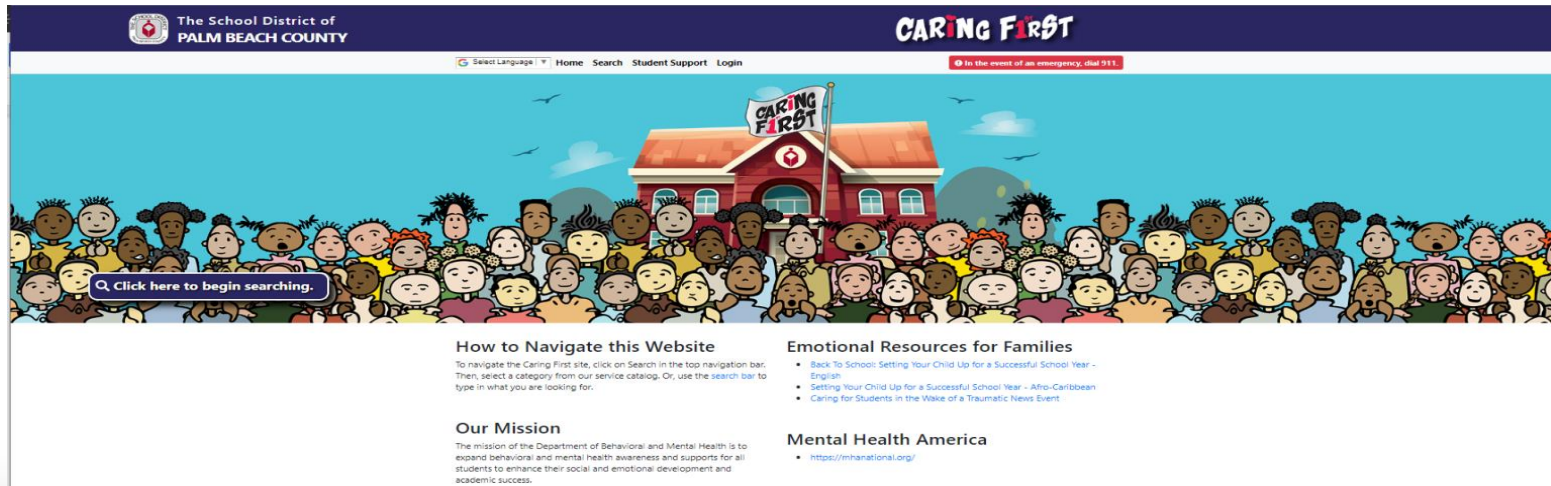 The School District of
PALM BEACH COUNTY
CARING FIRST
Select Language ▼ Home Search Student Support Login
In the event of an emergency, dial 911.
CARING
FIRST
Click here to begin searching.
How to Navigate this Website
To navigate the Caring First site, click on Search in the top navigation bar.
Then, select a category from our service catalog. Or, use the search bar to
type in what you are looking for.
Our Mission
The mission of the Department of Behavioral and Mental Health is to
expand behavioral and mental health awareness and supports for all
students to enhance their social and emotional development and
academic success.
Emotional Resources for Families
Back To School: Setting Your Child Up for a Successful School Year -
English
Setting Your Child Up for a Successful School Year - Afro-Caribbean
Caring for Students in the Wake of a Traumatic News Event
Mental Health America
https://mhanational.org/